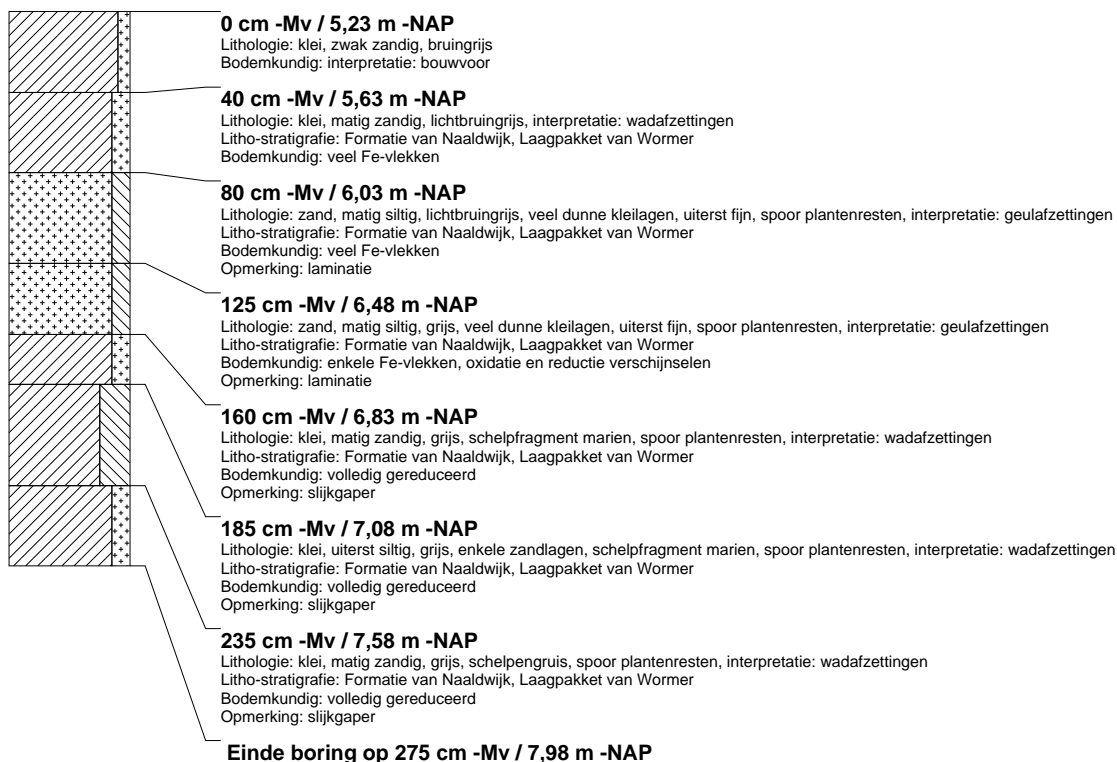 0 cm -Mv / 5,23 m -NAP
Lithologie: klei, zwak zandig, bruingrijs
Bodemkundig: interpretatie: bouwvoor
40 cm -Mv / 5,63 m -NAP
Lithologie: klei, matig zandig, lichtbruingrijs, interpretatie: wadafzettingen
Litho-stratigrafie: Formatie van Naaldwijk, Laagpakket van Wormer
Bodemkundig: veel Fe-vlekken
80 cm -Mv / 6,03 m -NAP
Lithologie: zand, matig siltig, lichtbruingrijs, veel dunne kleilagen, uiterst fijn, spoor plantenresten, interpretatie: geulafzettingen
Litho-stratigrafie: Formatie van Naaldwijk, Laagpakket van Wormer
Bodemkundig: veel Fe-vlekken
Opmerking: laminatie
125 cm -Mv / 6,48 m -NAP
Lithologie: zand, matig siltig, grijs, veel dunne kleilagen, uiterst fijn, spoor plantenresten, interpretatie: geulafzettingen
Litho-stratigrafie: Formatie van Naaldwijk, Laagpakket van Wormer
Bodemkundig: enkele Fe-vlekken, oxidatie en reductie verschijnselen
Opmerking: laminatie
160 cm -Mv / 6,83 m -NAP
Lithologie: klei, matig zandig, grijs, schelpfragment marien, spoor plantenresten, interpretatie: wadafzettingen
Litho-stratigrafie: Formatie van Naaldwijk, Laagpakket van Wormer
Bodemkundig: volledig gereduceerd
Opmerking: slijkgaper
185 cm -Mv / 7,08 m -NAP
Lithologie: klei, uiterst siltig, grijs, enkele zandlagen, schelpfragment marien, spoor plantenresten, interpretatie: wadafzettingen
Litho-stratigrafie: Formatie van Naaldwijk, Laagpakket van Wormer
Bodemkundig: volledig gereduceerd
Opmerking: slijkgaper
235 cm -Mv / 7,58 m -NAP
Lithologie: klei, matig zandig, grijs, schelpengruis, spoor plantenresten, interpretatie: wadafzettingen
Litho-stratigrafie: Formatie van Naaldwijk, Laagpakket van Wormer
Bodemkundig: volledig gereduceerd
Opmerking: slijkgaper
Einde boring op 275 cm -Mv / 7,98 m -NAP